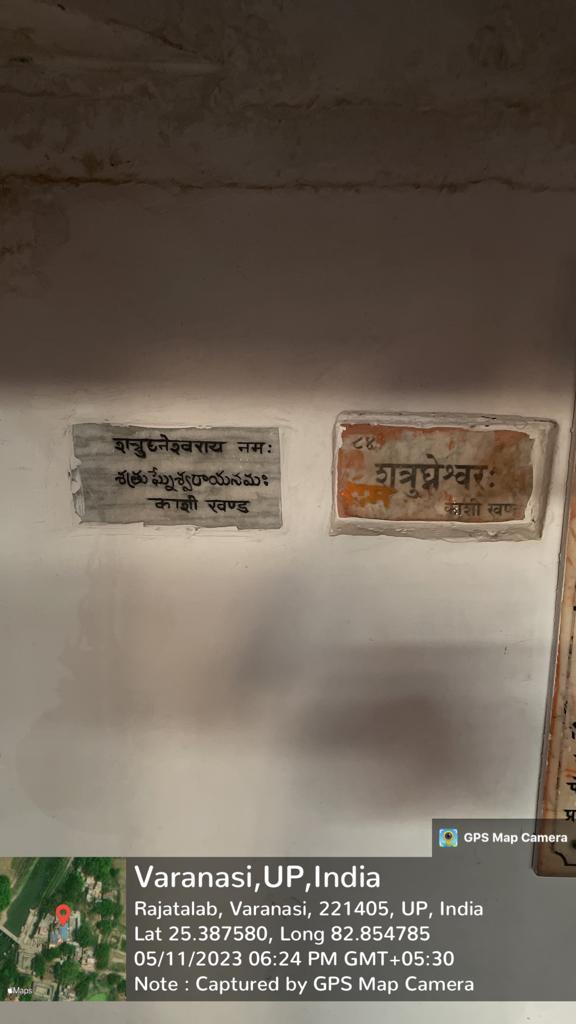 शत्रुघ्नेश्वराय नमः
శత్రుఘ్నేశ్వరాయనమః
काशी खण्ड
८४
शत्रुघ्नेश्वरः
काशी खण्ड
GPS Map Camera
Varanasi,UP,India
Rajatalab, Varanasi, 221405, UP, India
Lat 25.387580, Long 82.854785
05/11/2023 06:24 PM GMT+05:30
Note : Captured by GPS Map Camera
Maps